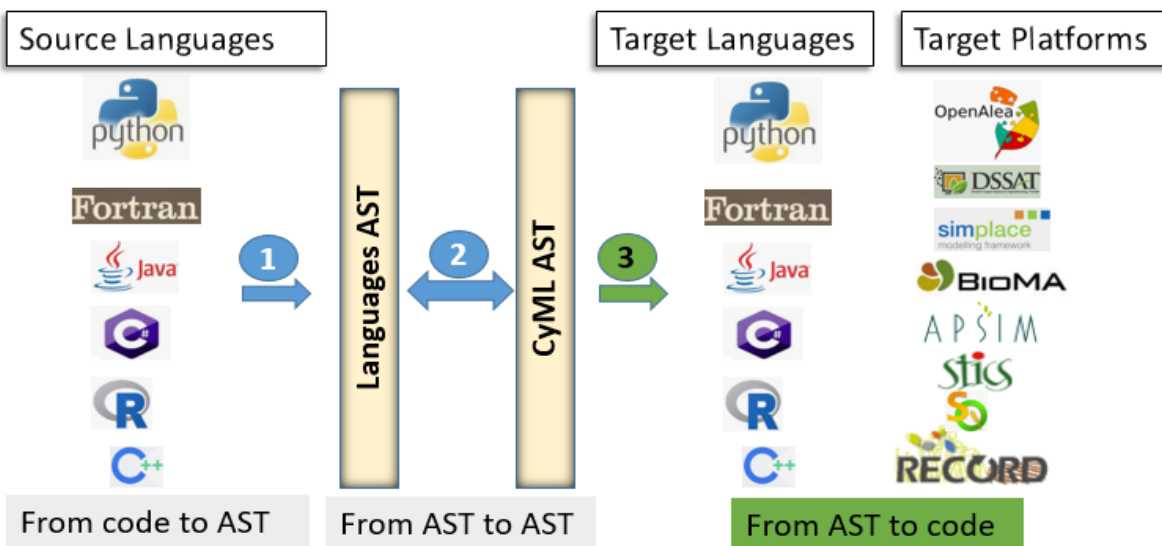 Source Languages
Target Languages
Target Platforms
python
Fortran
Java
C#
R
C++
1
Languages AST
2
CyML AST
3
python
Fortran
Java
C#
R
C++
OpenAlea
DSSAT
simplace
modelling framework
BIOMA
APSIM
STICS
SQ
RECORD
From code to AST
From AST to AST
From AST to code